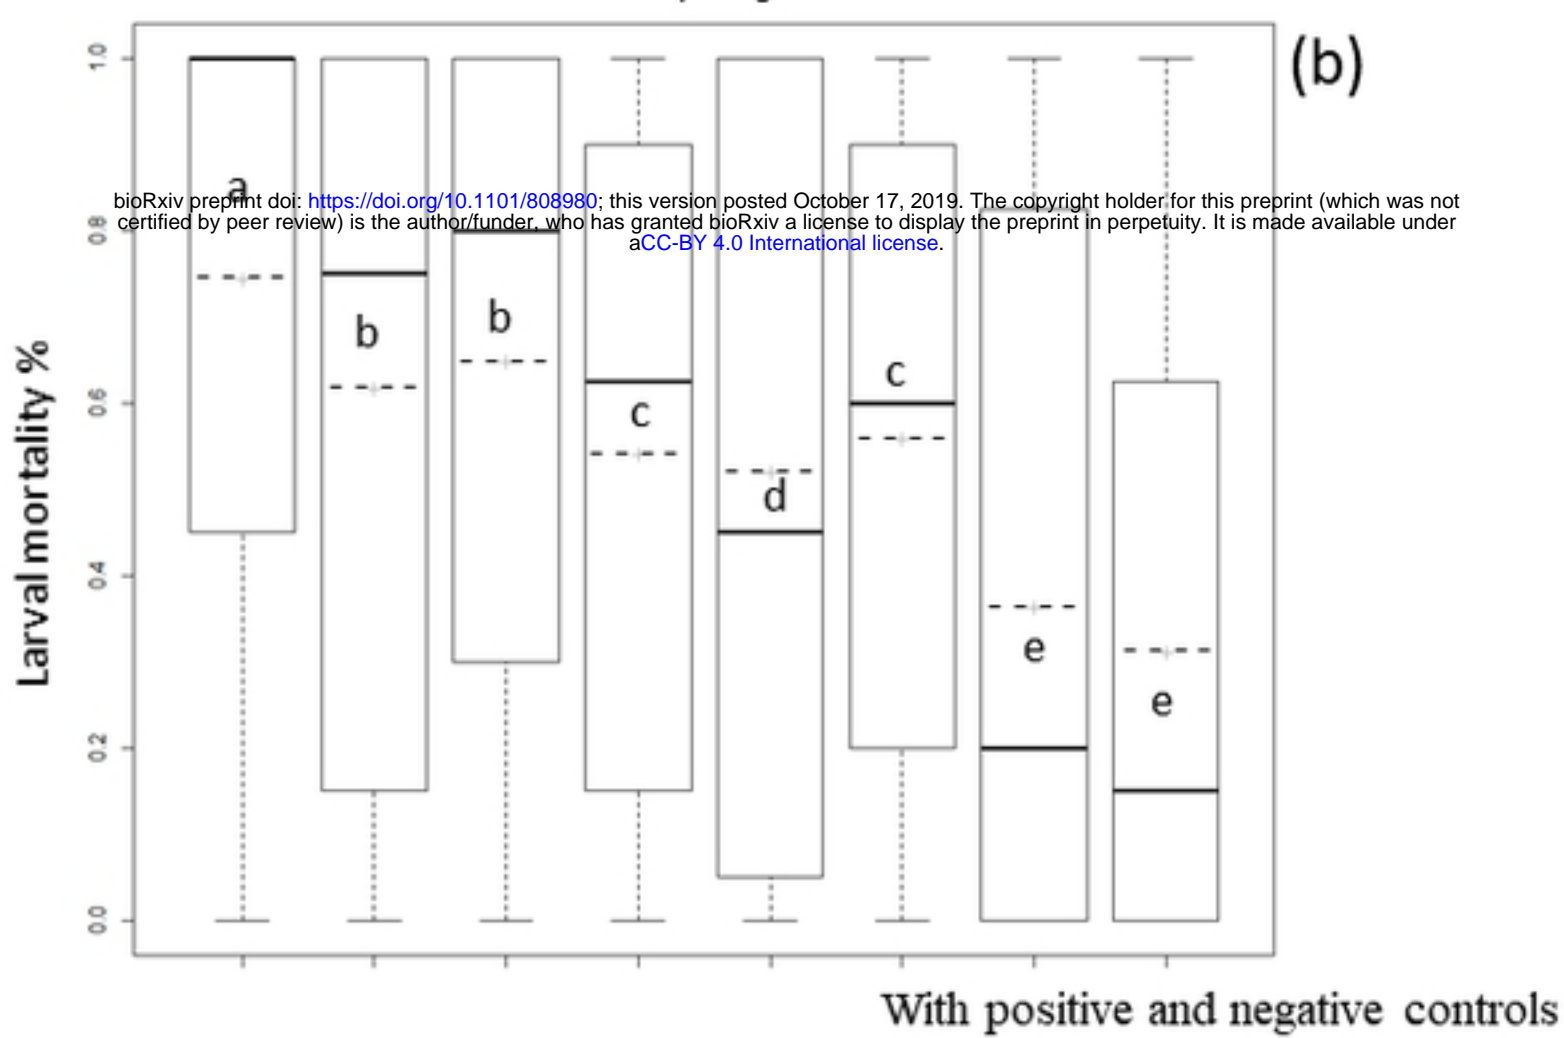 (b)
1.0
a
bioRxiv preprint doi: https://doi.org/10.1101/808980; this version posted October 17, 2019. The copyright holder for this preprint (which was not
certified by peer review) is the author/funder, who has granted bioRxiv a license to display the preprint in perpetuity. It is made available under
aCC-BY 4.0 International license.
0.8
b
b
c
c
0.6
d
Larval mortality %
0.4
e
e
0.2
0.0
With positive and negative controls